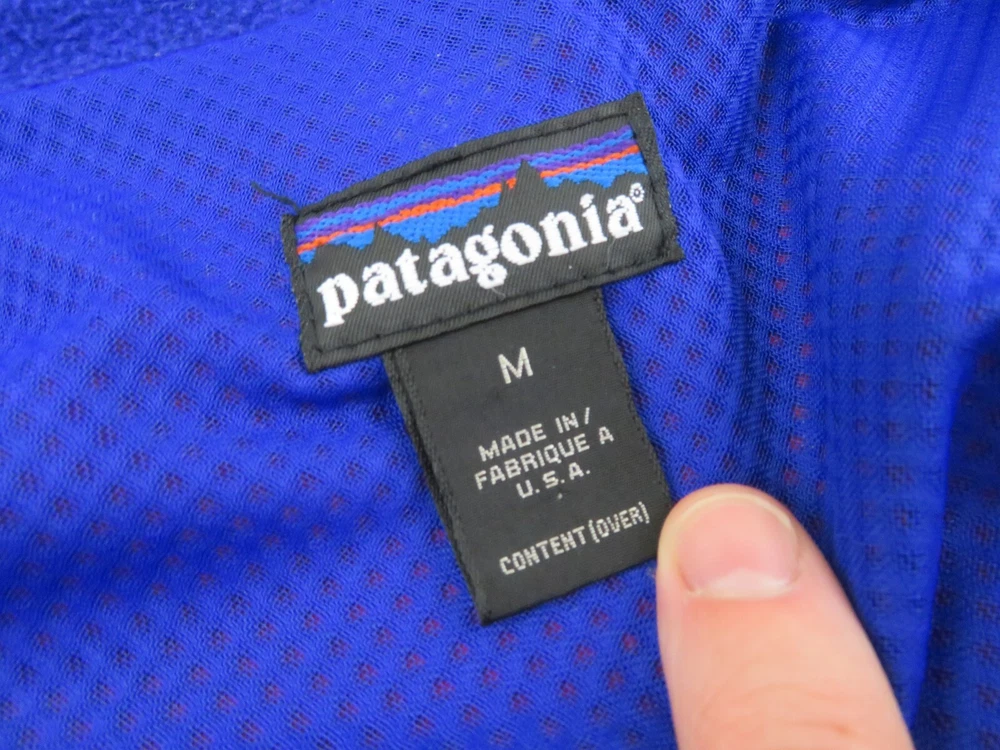 patagonia®
M
MADE IN/
FABRIQUE A
U.S.A.
CONTENT(OVER)